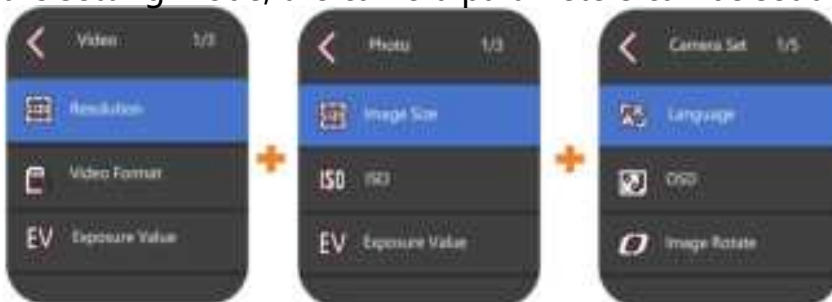 Video 1/3
Resolution
Video Format
EV Exposure Value
Photo 1/3
Image Size
ISO ISO
EV Exposure Value
Camera Set 1/5
Language
OSD
Image Rotate